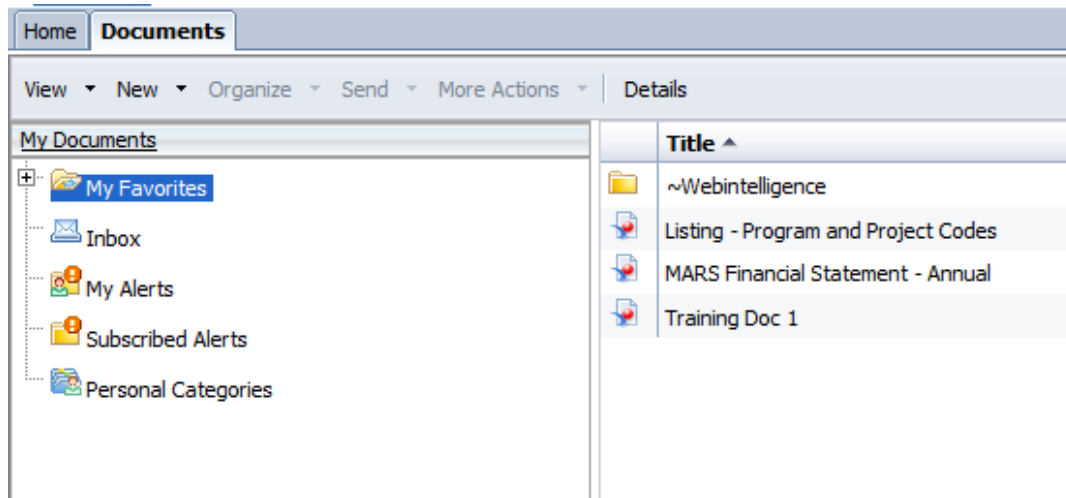 Home Documents
View New Organize Send More Actions Details
My Documents
My Favorites
Inbox
My Alerts
Subscribed Alerts
Personal Categories
Title
~Webintelligence
Listing - Program and Project Codes
MARS Financial Statement - Annual
Training Doc 1